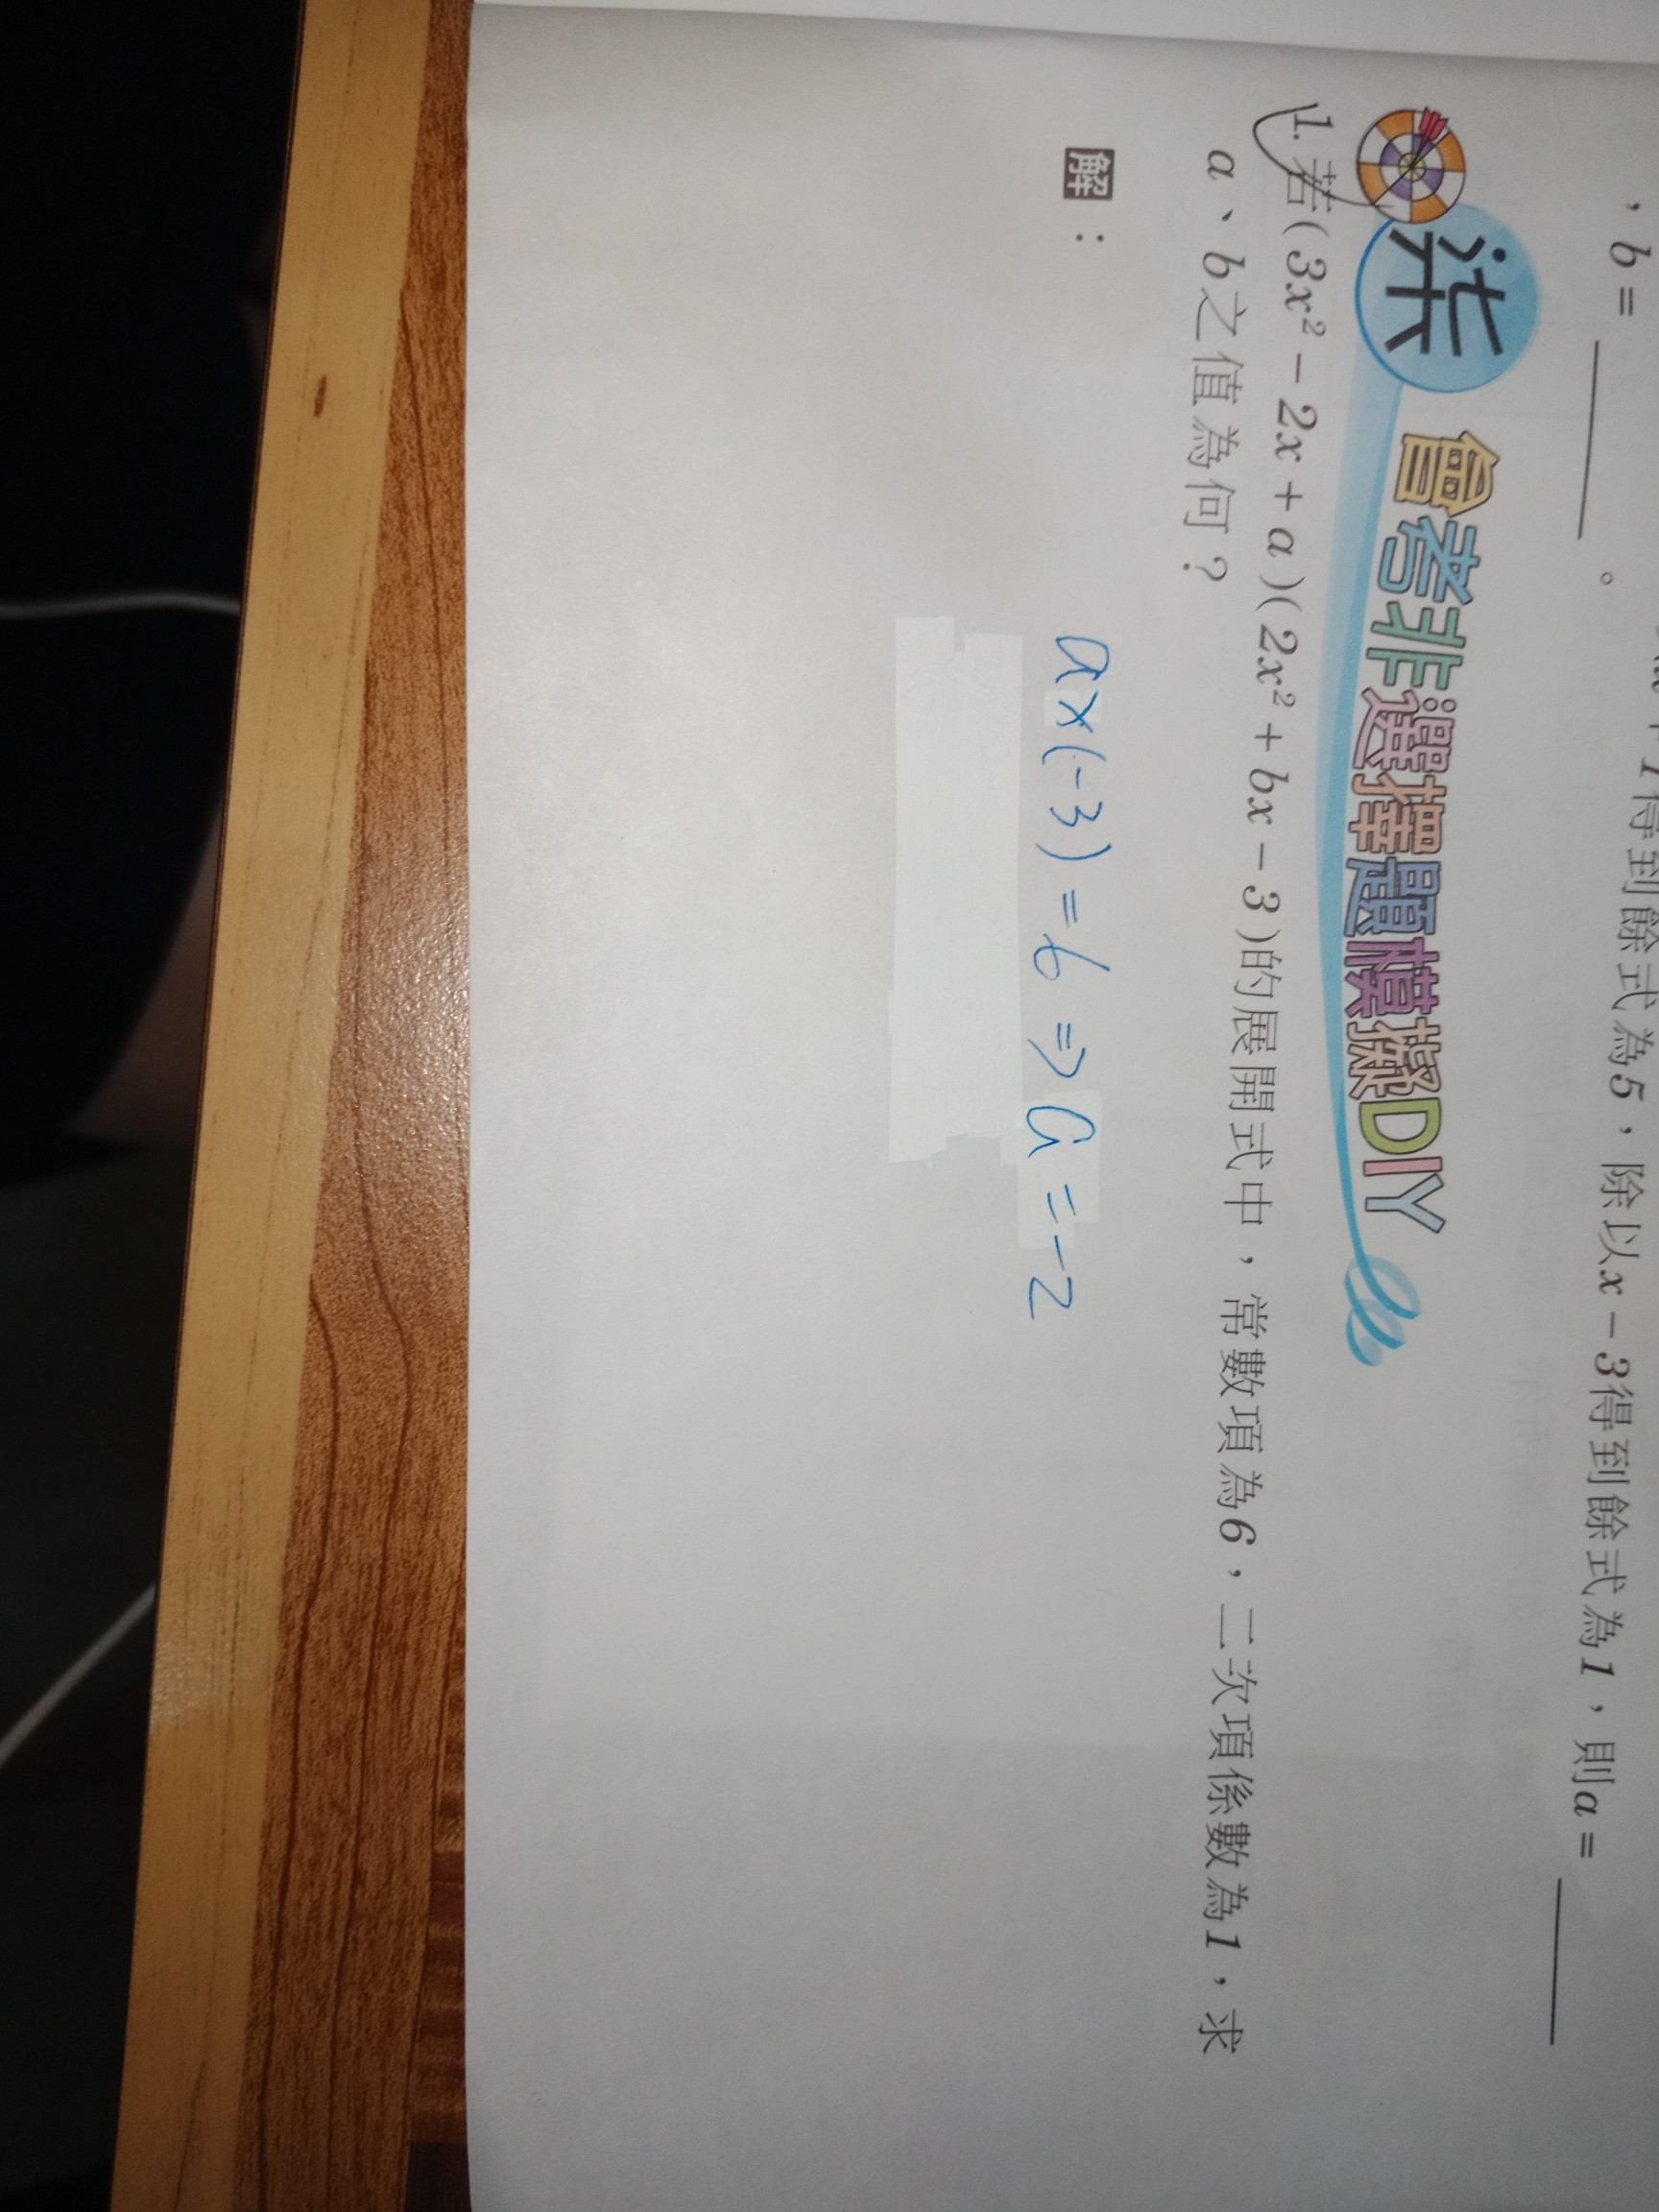 得到餘式為5，除以x－3得到餘式為1，則a＝
，b＝ 。
柒 會考非選擇題模擬DIY
1. 若(3x²－2x＋a)(2x²＋bx－3)的展開式中，常數項為6，二次項係數為1，求
a、b之值為何？
解：
a×(-3)=6⇒a=-2